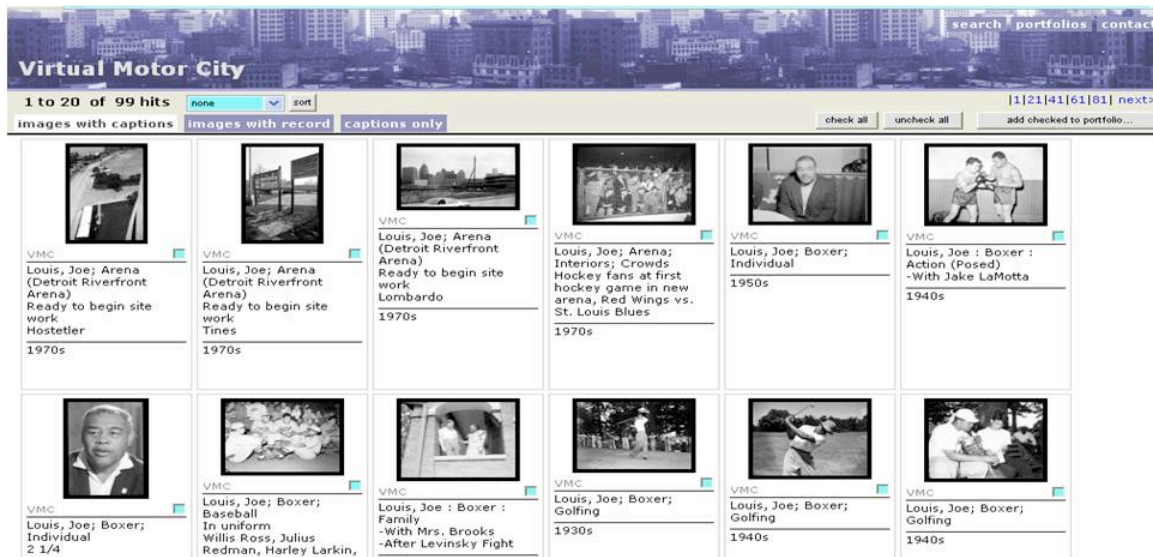 search portfolios contact
Virtual Motor City
1 to 20 of 99 hits none sort |1|21|41|61|81| next>
images with captions images with record captions only check all uncheck all add checked to portfolio...
VMC
Louis, Joe; Arena
(Detroit Riverfront
Arena)
Ready to begin site
work
Hostetler
1970s
VMC
Louis, Joe; Arena
(Detroit Riverfront
Arena)
Ready to begin site
work
Tines
1970s
VMC
Louis, Joe; Arena
(Detroit Riverfront
Arena)
Ready to begin site
work
Lombardo
1970s
VMC
Louis, Joe; Arena;
Interiors; Crowds
Hockey fans at first
hockey game in new
arena, Red Wings vs.
St. Louis Blues
1970s
VMC
Louis, Joe; Boxer;
Individual
1950s
VMC
Louis, Joe : Boxer :
Action (Posed)
-With Jake LaMotta
1940s
VMC
Louis, Joe; Boxer;
Individual
2 1/4
VMC
Louis, Joe; Boxer;
Baseball
In uniform
Willis Ross, Julius
Redman, Harley Larkin,
VMC
Louis, Joe : Boxer :
Family
-With Mrs. Brooks
-After Levinsky Fight
VMC
Louis, Joe; Boxer;
Golfing
1930s
VMC
Louis, Joe; Boxer;
Golfing
1940s
VMC
Louis, Joe; Boxer;
Golfing
1940s